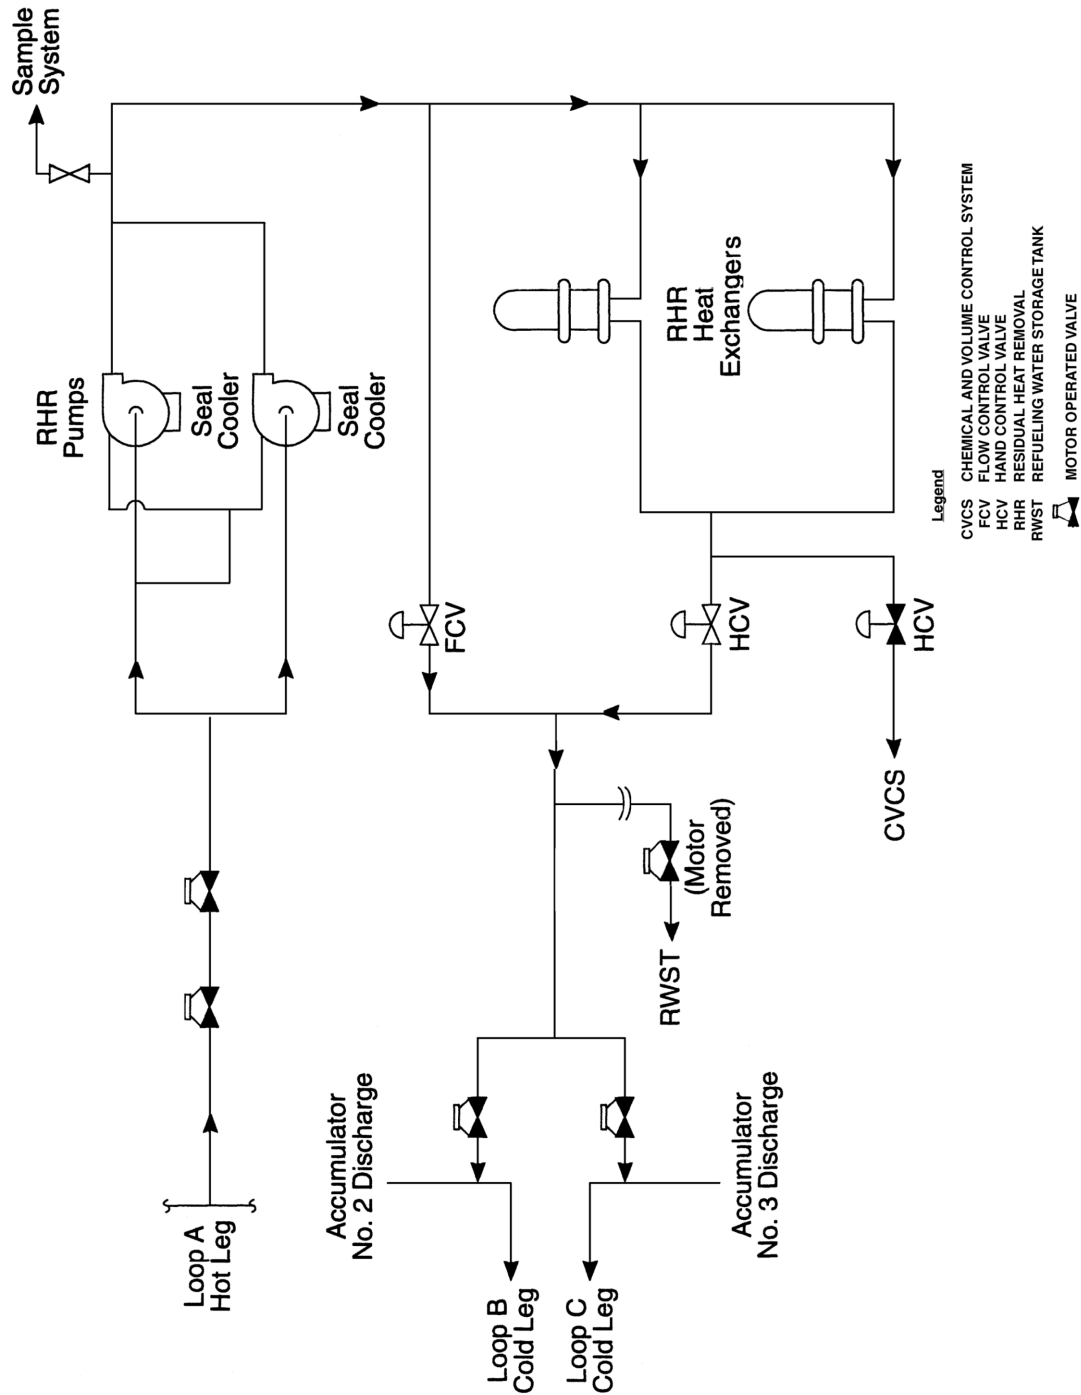 Sample
System
RHR
Pumps
Seal
Cooler
Seal
Cooler
RHR
Heat
Exchangers
FCV
HCV
HCV
CVCS
(Motor
Removed)
RWST
Loop A
Hot Leg
Accumulator
No. 2 Discharge
Accumulator
No. 3 Discharge
Loop B
Cold Leg
Loop C
Cold Leg
Legend
CVCS CHEMICAL AND VOLUME CONTROL SYSTEM
FCV FLOW CONTROL VALVE
HCV HAND CONTROL VALVE
RHR RESIDUAL HEAT REMOVAL
RWST REFUELING WATER STORAGE TANK
MOTOR OPERATED VALVE